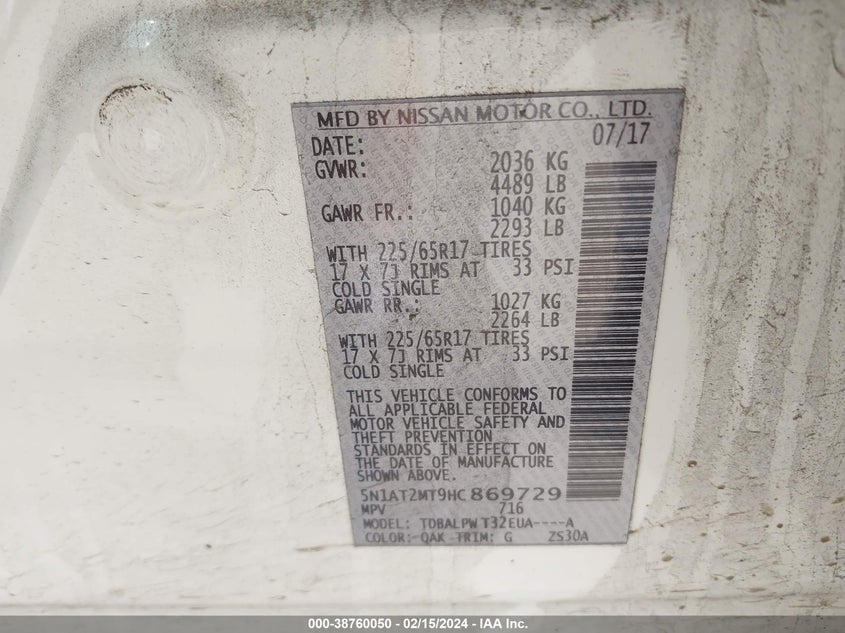 MFD BY NISSAN MOTOR CO., LTD.
DATE: 07/17
GVWR: 2036 KG
4489 LB
GAWR FR.: 1040 KG
2293 LB
WITH 225/65R17 TIRES
17 X 7J RIMS AT 33 PSI
COLD SINGLE
GAWR RR.: 1027 KG
2264 LB
WITH 225/65R17 TIRES
17 X 7J RIMS AT 33 PSI
COLD SINGLE
THIS VEHICLE CONFORMS TO
ALL APPLICABLE FEDERAL
MOTOR VEHICLE SAFETY AND
THEFT PREVENTION
STANDARDS IN EFFECT ON
THE DATE OF MANUFACTURE
SHOWN ABOVE.
5N1AT2MT9HC869729
MPV 716
MODEL: TDBALPW T32EUA----A
COLOR: QAK TRIM: G ZS30A
000-38760050 - 02/15/2024 - IAA Inc.